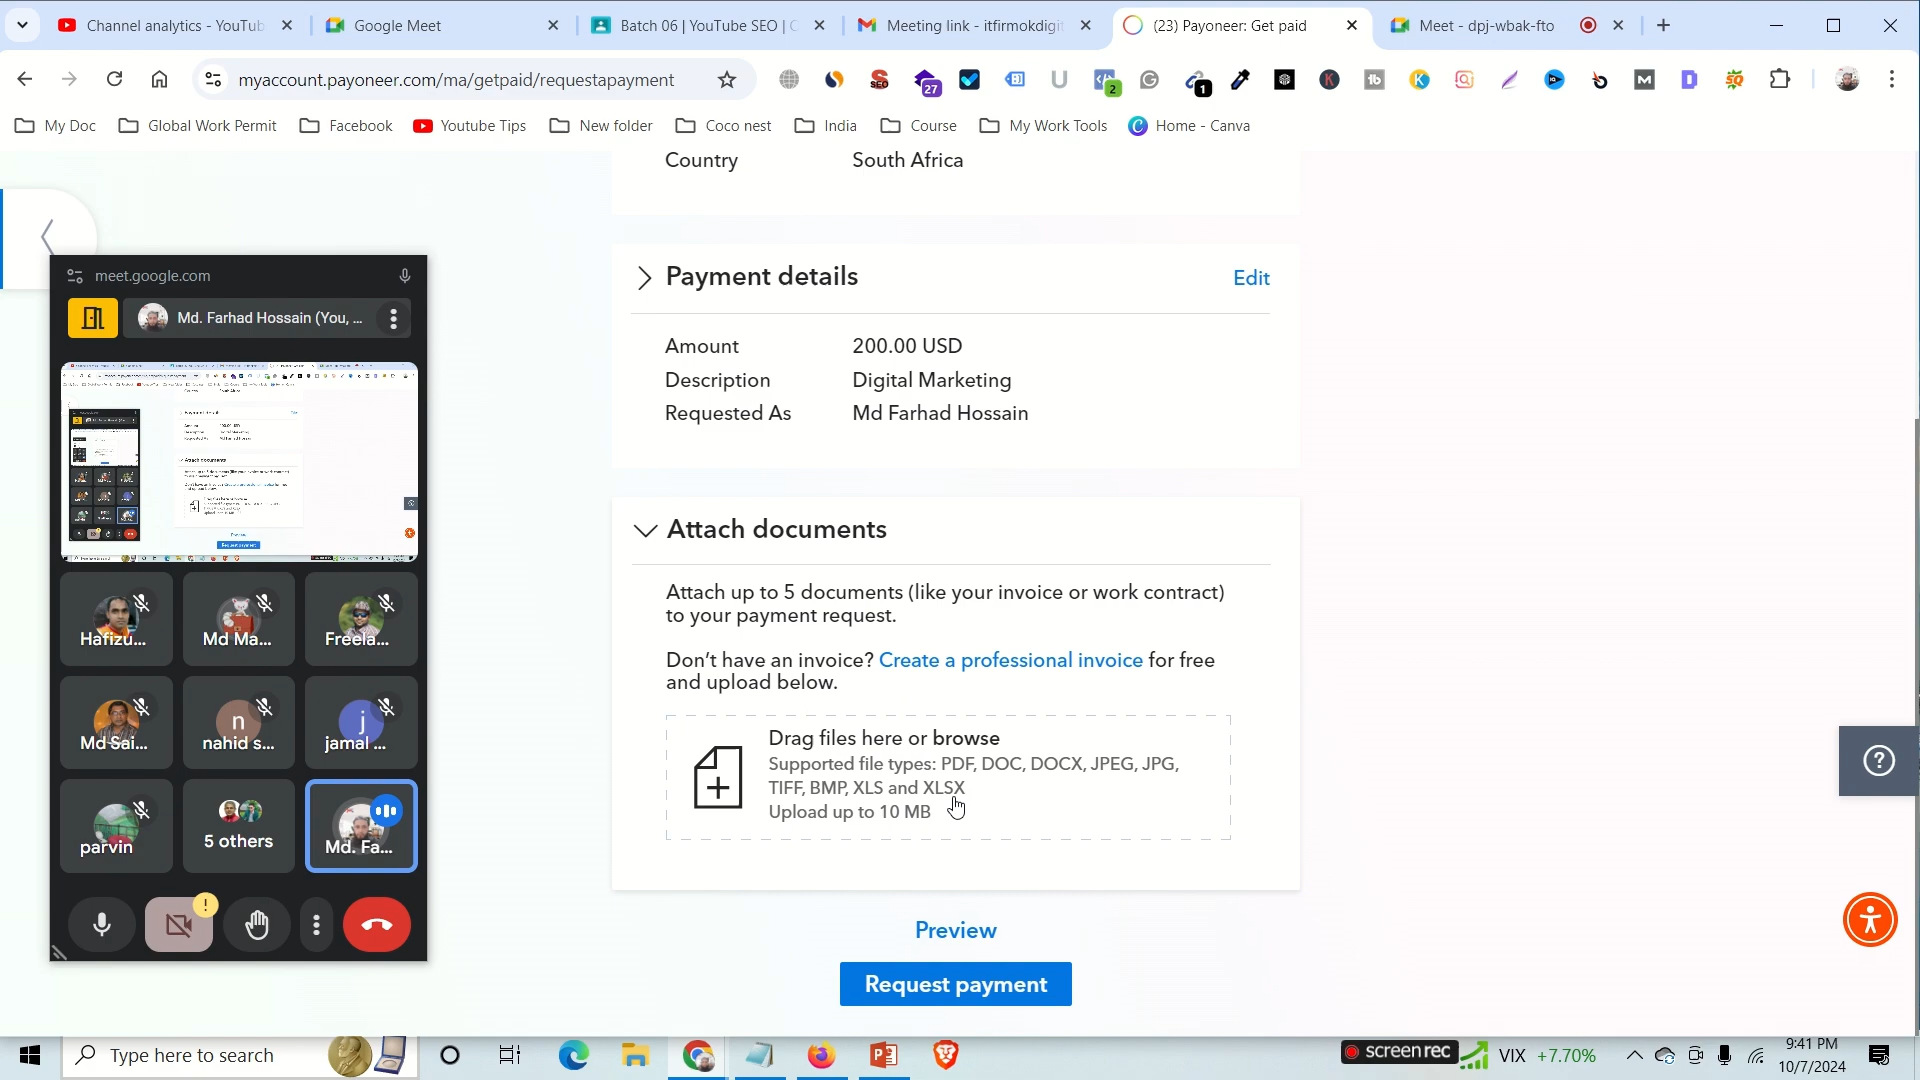 Channel analytics - YouTub
Google Meet
Batch 06 | YouTube SEO | C
Meeting link - itfirmokdigit
(23) Payoneer: Get paid
Meet - dpj-wbak-fto
myaccount.payoneer.com/ma/getpaid/requestapayment
SEO
27
2
1
My Doc
Global Work Permit
Facebook
Youtube Tips
New folder
Coco nest
India
Course
My Work Tools
Home - Canva
Country
South Africa
Payment details
Edit
Amount
200.00 USD
Description
Digital Marketing
Requested As
Md Farhad Hossain
Attach documents
Attach up to 5 documents (like your invoice or work contract)
to your payment request.
Don't have an invoice? Create a professional invoice for free
and upload below.
Drag files here or browse
Supported file types: PDF, DOC, DOCX, JPEG, JPG,
TIFF, BMP, XLS and XLSX
Upload up to 10 MB
Preview
Request payment
meet.google.com
Md. Farhad Hossain (You, ...
Hafizu...
Md Ma...
Freela...
Md Sai...
n
nahid s...
j
jamal ...
parvin
5 others
Md. Fa...
Type here to search
screen rec
VIX +7.70%
9:41 PM
10/7/2024